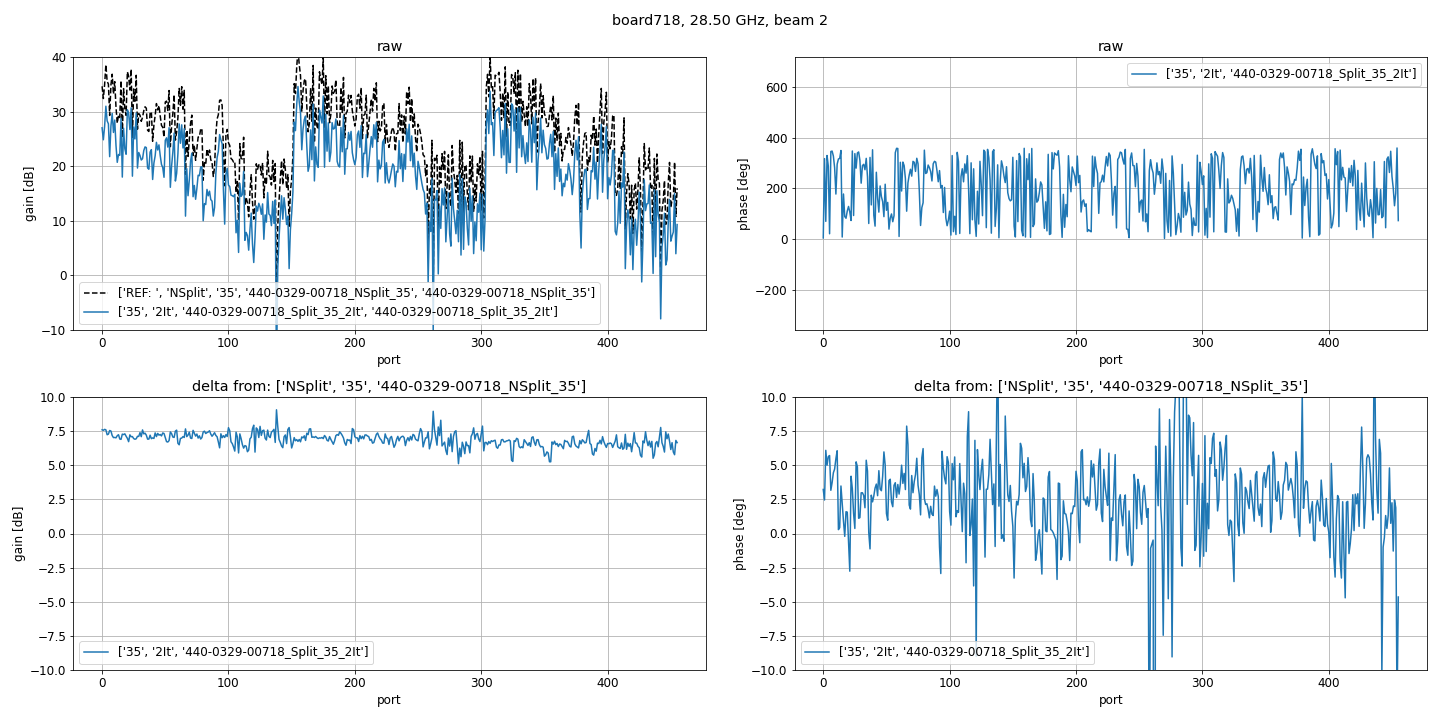 board718, 28.50 GHz, beam 2
raw
40
30
20
10
0
−10
gain [dB]
['REF: ', 'NSplit', '35', '440-0329-00718_NSplit_35', '440-0329-00718_NSplit_35']
['35', '2It', '440-0329-00718_Split_35_2It', '440-0329-00718_Split_35_2It']
0 100 200 300 400
port
raw
600
400
200
0
−200
phase [deg]
['35', '2It', '440-0329-00718_Split_35_2It']
0 100 200 300 400
port
delta from: ['NSplit', '35', '440-0329-00718_NSplit_35']
10.0
7.5
5.0
2.5
0.0
−2.5
−5.0
−7.5
−10.0
gain [dB]
['35', '2It', '440-0329-00718_Split_35_2It']
0 100 200 300 400
port
delta from: ['NSplit', '35', '440-0329-00718_NSplit_35']
10.0
7.5
5.0
2.5
0.0
−2.5
−5.0
−7.5
−10.0
phase [deg]
['35', '2It', '440-0329-00718_Split_35_2It']
0 100 200 300 400
port